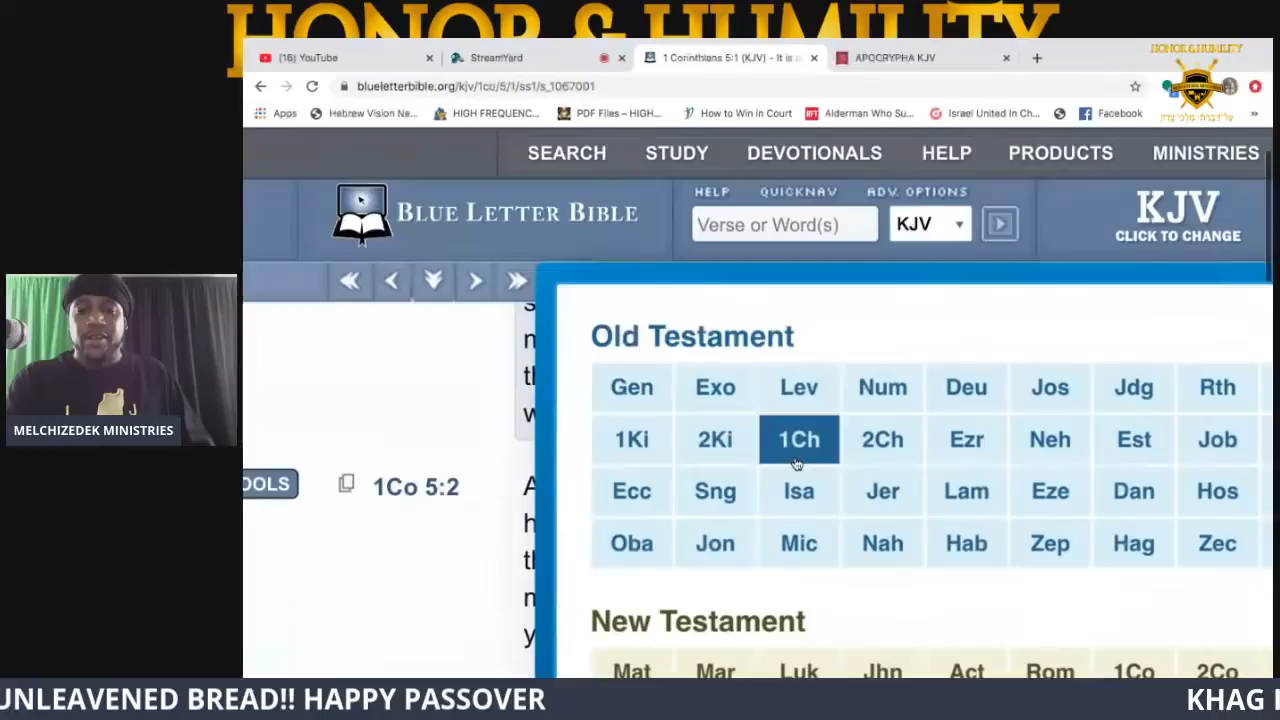 HONOR & HUMILITY
(16) YouTube
StreamYard
1 Corinthians 5:1 (KJV) - It is
APOCRYPHA KJV
HONOR & HUMILITY
blueletterbible.org/kjv/1co/5/1/ss1/s_1067001
Apps
Hebrew Vision Ne...
HIGH FREQUENC...
PDF Files – HIGH...
How to Win in Court
Alderman Who Su...
Israel United In Ch...
Facebook
»
SEARCH STUDY DEVOTIONALS HELP PRODUCTS MINISTRIES
HELP QUICKNAV ADV. OPTIONS
BLUE LETTER BIBLE
Verse or Word(s)
KJV
KJV
CLICK TO CHANGE
Old Testament
Gen Exo Lev Num Deu Jos Jdg Rth
1Ki 2Ki 1Ch 2Ch Ezr Neh Est Job
Ecc Sng Isa Jer Lam Eze Dan Hos
Oba Jon Mic Nah Hab Zep Hag Zec
OOLS
1Co 5:2
New Testament
Mat Mar Luk Jhn Act Rom 1Co 2Co
MELCHIZEDEK MINISTRIES
UNLEAVENED BREAD!! HAPPY PASSOVER
KHAG